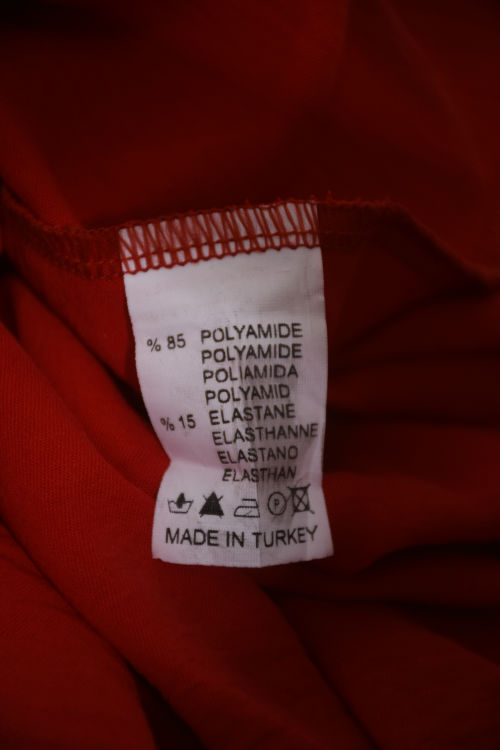 % 85 POLYAMIDE
POLYAMIDE
POLIAMIDA
POLYAMID
% 15 ELASTANE
ELASTHANNE
ELASTANO
ELASTHAN
P
MADE IN TURKEY